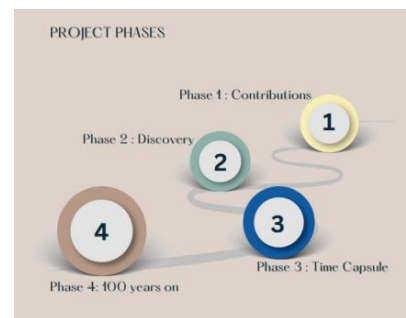 PROJECT PHASES
Phase 1 : Contributions
1
Phase 2 : Discovery
2
3
4
Phase 3 : Time Capsule
Phase 4: 100 years on